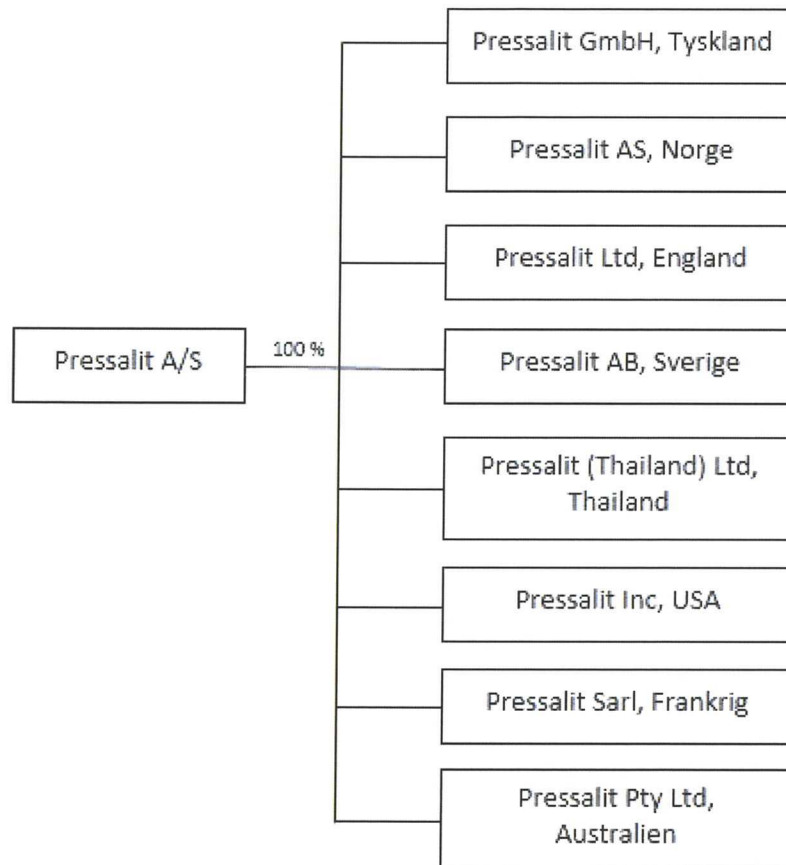 Pressalit GmbH, Tyskland
Pressalit AS, Norge
Pressalit Ltd, England
Pressalit A/S
100 %
Pressalit AB, Sverige
Pressalit (Thailand) Ltd,
Thailand
Pressalit Inc, USA
Pressalit Sarl, Frankrig
Pressalit Pty Ltd,
Australien